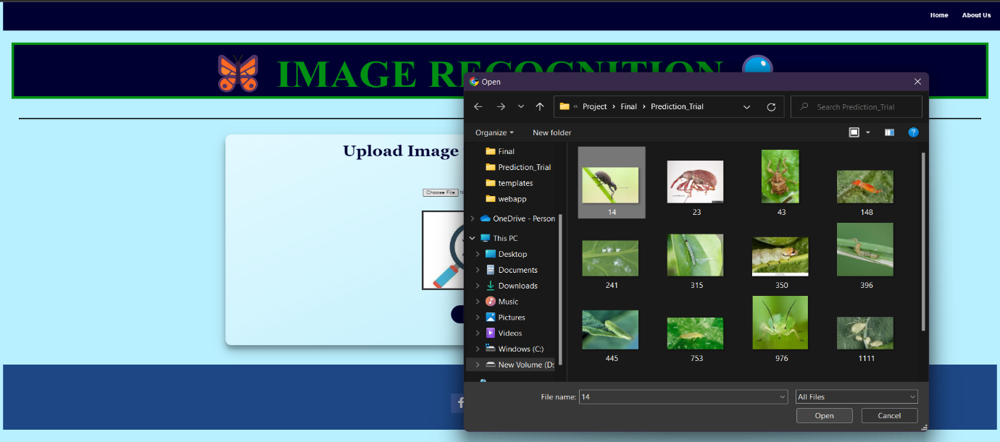 Home About Us
IMAGE RECOGNITION
Open
Project Final Prediction_Trial
Search Prediction_Trial
Organize New folder
Upload Image
Choose File N
Final
Prediction_Trial
templates
webapp
OneDrive - Person
This PC
Desktop
Documents
Downloads
Music
Pictures
Videos
Windows (C:)
New Volume (D:
14 23 43 148
241 315 350 396
445 753 976 1111
File name: 14 All Files
Open Cancel